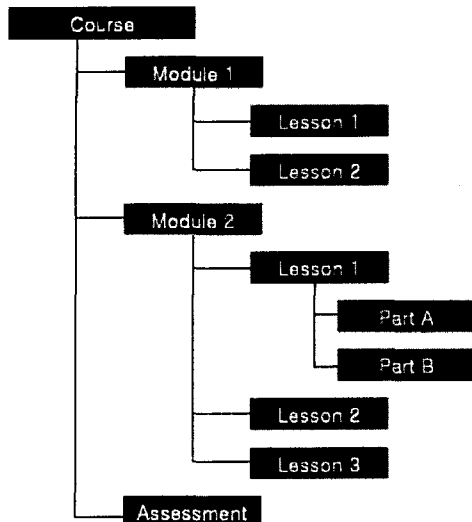 Course
Module 1
Lesson 1
Lesson 2
Module 2
Lesson 1
Part A
Part B
Lesson 2
Lesson 3
Assessment